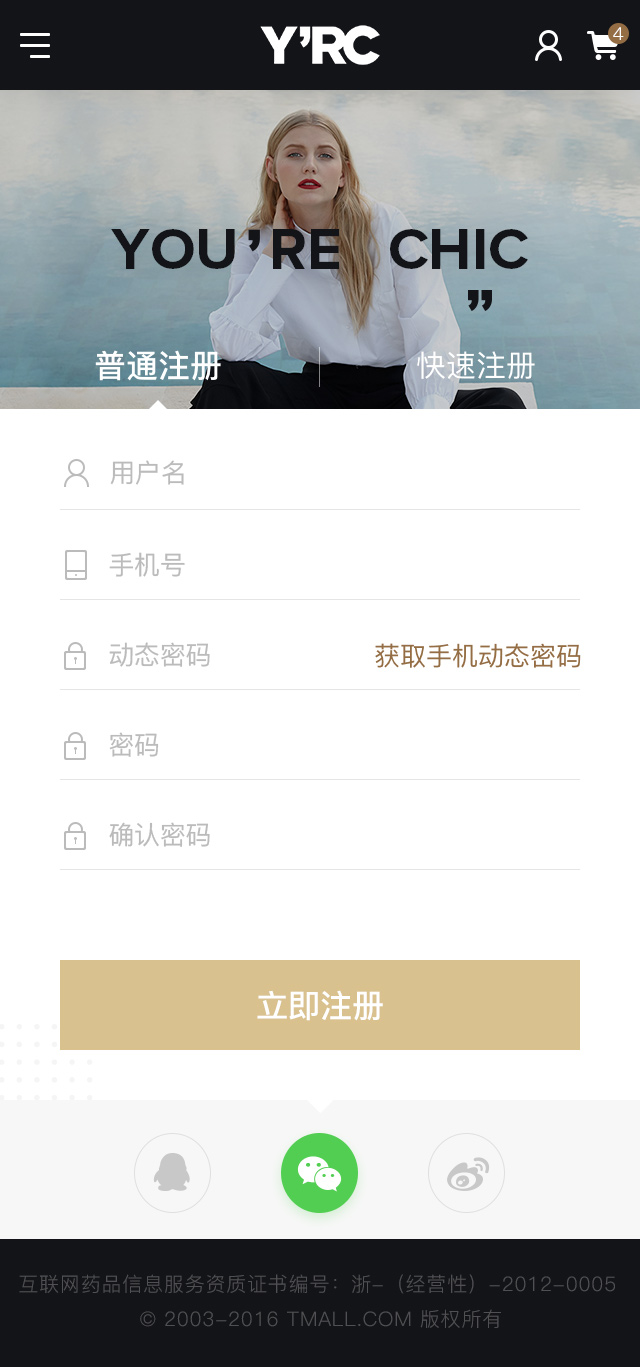 Y'RC
4
YOU'RE CHIC
”
普通注册
快速注册
用户名
手机号
动态密码
获取手机动态密码
密码
确认密码
立即注册
互联网药品信息服务资质证书编号：浙-（经营性）-2012-0005
© 2003-2016 TMALL.COM 版权所有